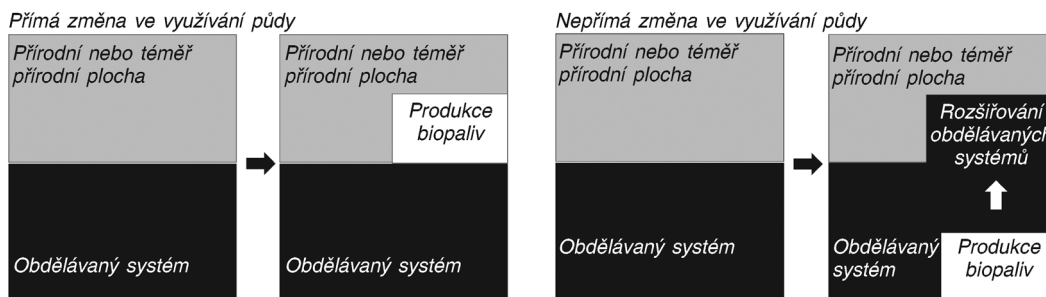 Přímá změna ve využívání půdy
Přírodní nebo téměř
přírodní plocha
Obdělávaný systém
Přírodní nebo téměř
přírodní plocha
Produkce
biopaliv
Obdělávaný systém
Nepřímá změna ve využívání půdy
Přírodní nebo téměř
přírodní plocha
Obdělávaný systém
Přírodní nebo téměř
přírodní plocha
Rozšiřování
obdělávaných
systémů
Obdělávaný
systém
Produkce
biopaliv